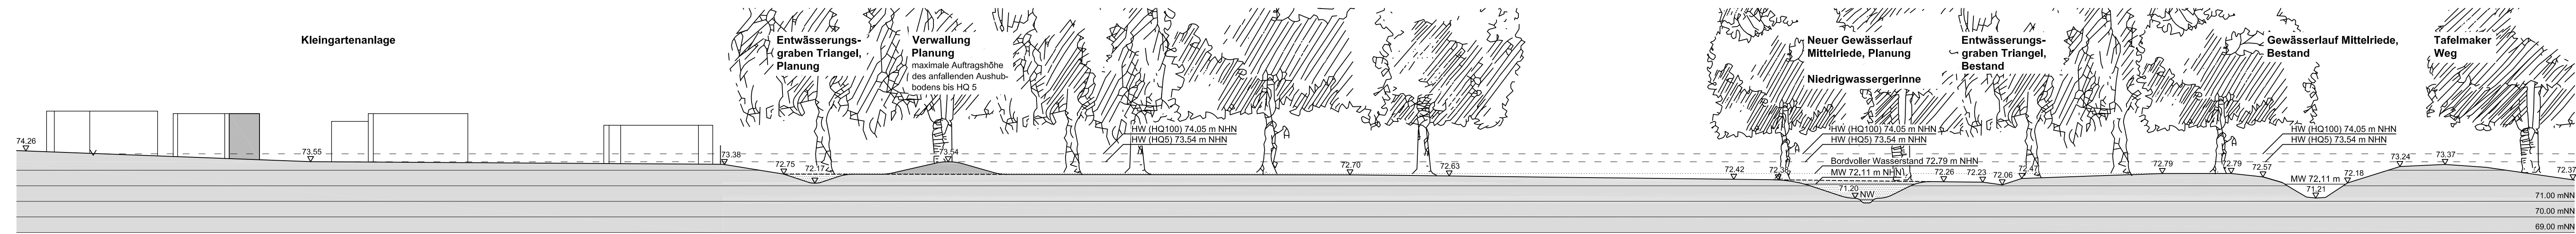 Kleingartenanlage
Entwässerungs-
graben Triangel,
Planung
Verwallung
Planung
maximale Auftragshöhe
des anfallenden Aushub-
bodens bis HQ 5
Neuer Gewässerlauf
Mittelriede, Planung
Niedrigwassergerinne
Entwässerungs-
graben Triangel,
Bestand
Gewässerlauf Mittelriede,
Bestand
Tafelmaker
Weg
HW (HQ100) 74,05 m NHN
HW (HQ5) 73.54 m NHN
HW (HQ100) 74,05 m NHN
HW (HQ5) 73.54 m NHN
Bordvoller Wasserstand 72.79 m NHN
MW 72.11 m NHN
HW (HQ100) 74,05 m NHN
HW (HQ5) 73,54 m NHN
MW 72.11 m
74.26
73.55
73.38
72.75
72.17
73.54
72.70
72.63
72.42
71.20
NW
72.26
72.23
72.06
72.47
72.79
72.79
72.57
71.21
72.18
73.24
73.37
72.37
71.00 mNN
70.00 mNN
69.00 mNN